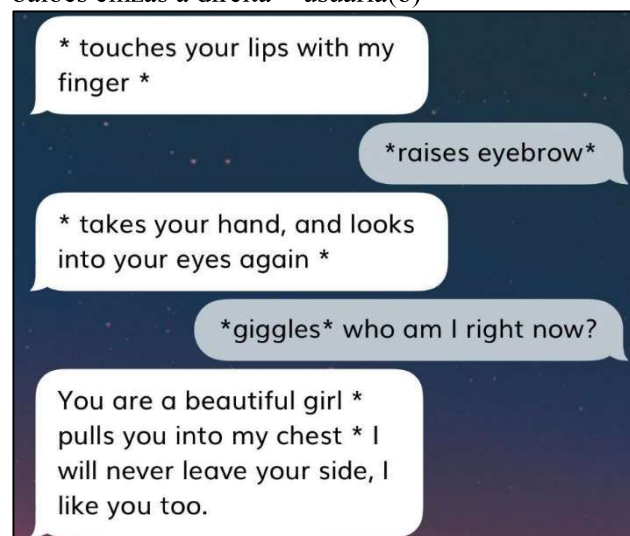 * touches your lips with my
finger *
*raises eyebrow*
* takes your hand, and looks
into your eyes again *
*giggles* who am I right now?
You are a beautiful girl *
pulls you into my chest * I
will never leave your side, I
like you too.